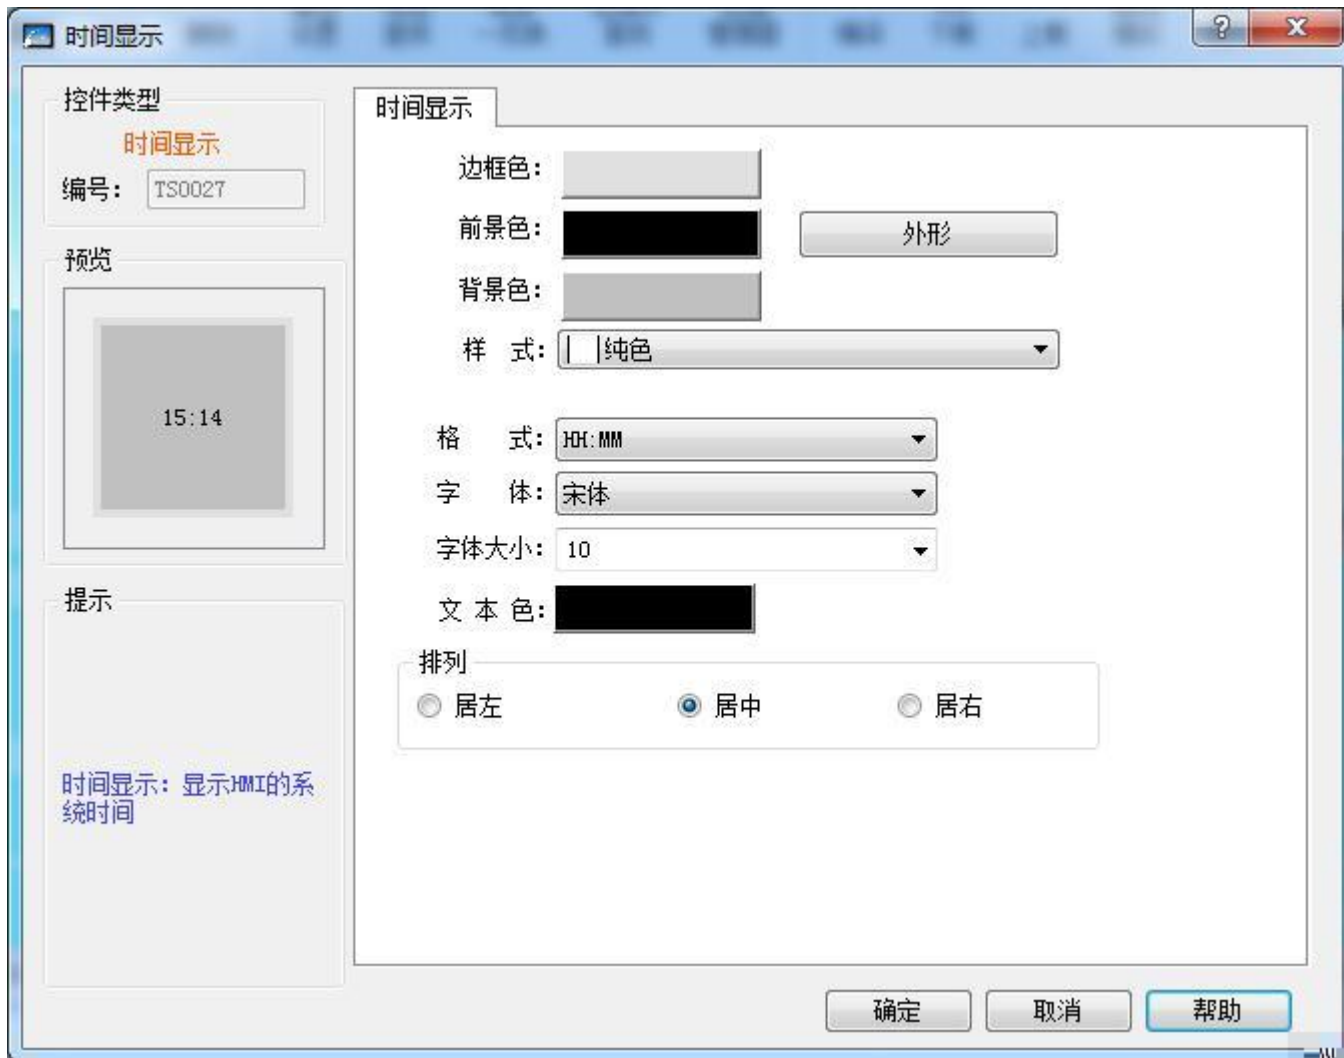 时间显示
?
X
控件类型
时间显示
编号： TS0027
预览
15:14
提示
时间显示：显示HMI的系
统时间
时间显示
边框色：
前景色：
外形
背景色：
样 式： 纯色
格 式： HH:MM
字 体： 宋体
字体大小： 10
文 本 色：
排列
居左 居中 居右
确定 取消 帮助